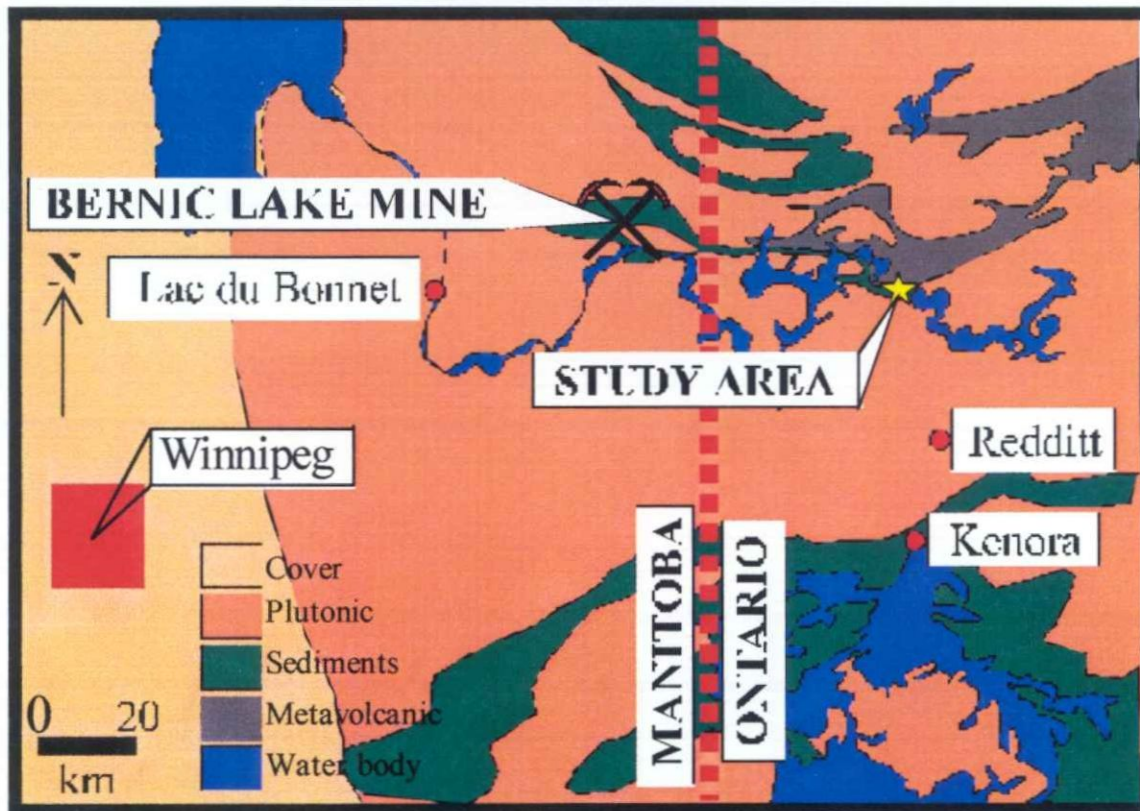 BERNIC LAKE MINE
N
Lac du Bonnet
STUDY AREA
Winnipeg
Redditt
Kenora
MANITOBA
ONTARIO
Cover
Plutonic
Sediments
Metavolcanic
Water body
0 20
km